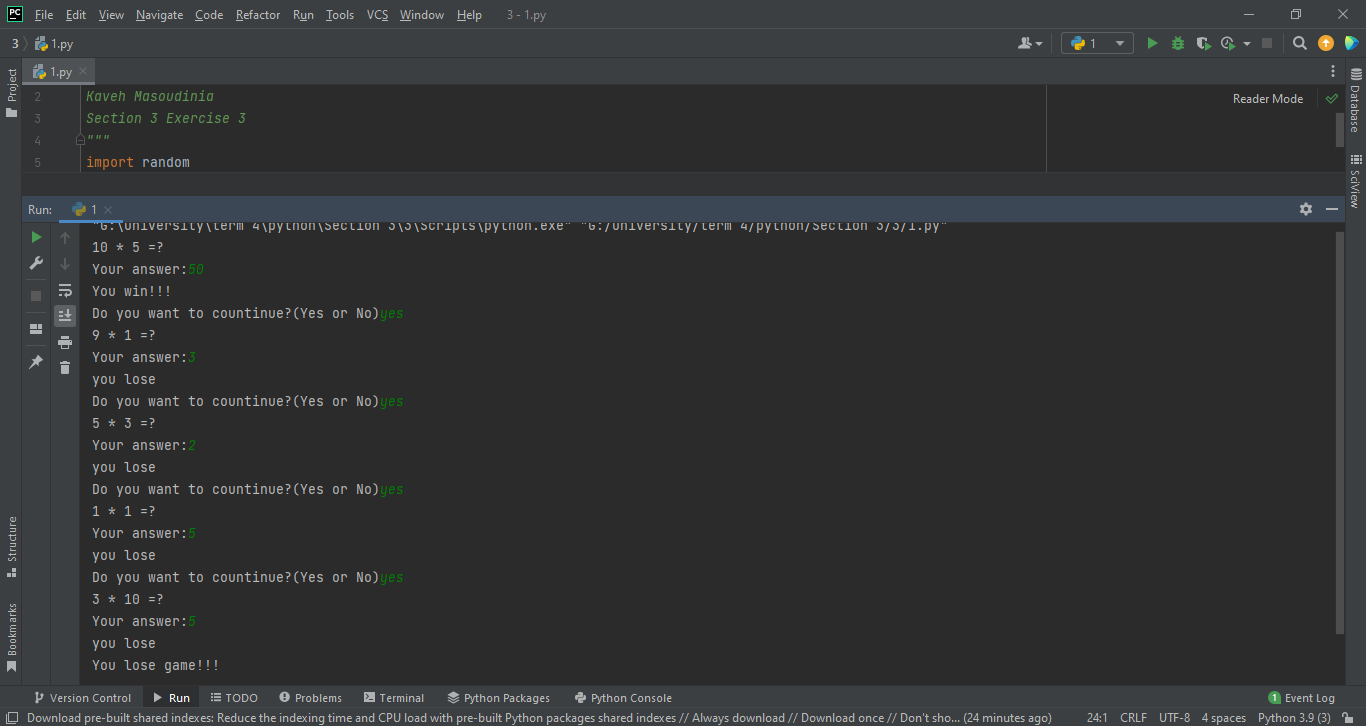 PC File Edit View Navigate Code Refactor Run Tools VCS Window Help 3 - 1.py
3 1.py 1
1.py
Project
2 Kaveh Masoudinia
3 Section 3 Exercise 3
4 """
5 import random
Reader Mode
Database
SciView
Run: 1
"G:\University\term 4\python\Section 3\3\Scripts\python.exe" "G:/University/term 4/python/Section 3/3/1.py"
10 * 5 =?
Your answer:50
You win!!!
Do you want to countinue?(Yes or No)yes
9 * 1 =?
Your answer:3
you lose
Do you want to countinue?(Yes or No)yes
5 * 3 =?
Your answer:2
you lose
Do you want to countinue?(Yes or No)yes
1 * 1 =?
Your answer:5
you lose
Do you want to countinue?(Yes or No)yes
3 * 10 =?
Your answer:5
you lose
You lose game!!!
Structure
Bookmarks
Version Control Run TODO Problems Terminal Python Packages Python Console 1 Event Log
Download pre-built shared indexes: Reduce the indexing time and CPU load with pre-built Python packages shared indexes // Always download // Download once // Don't sho... (24 minutes ago) 24:1 CRLF UTF-8 4 spaces Python 3.9 (3)